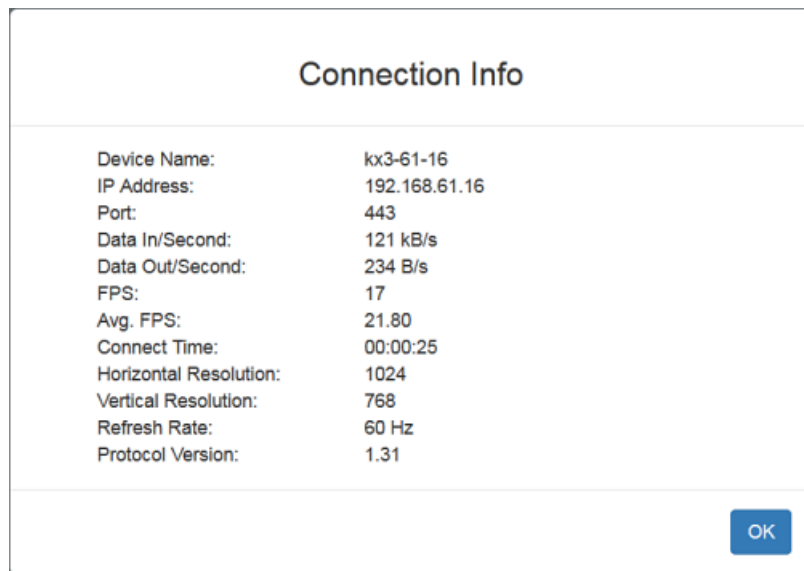 Connection Info
Device Name: kx3-61-16
IP Address: 192.168.61.16
Port: 443
Data In/Second: 121 kB/s
Data Out/Second: 234 B/s
FPS: 17
Avg. FPS: 21.80
Connect Time: 00:00:25
Horizontal Resolution: 1024
Vertical Resolution: 768
Refresh Rate: 60 Hz
Protocol Version: 1.31
OK